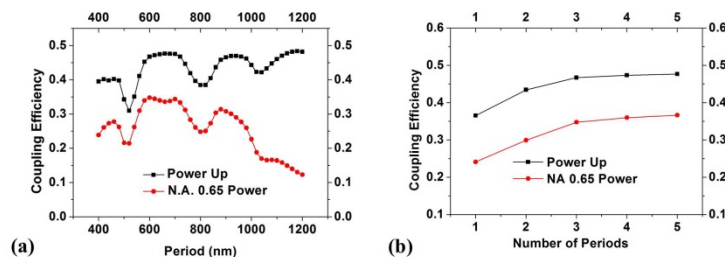 400 600 800 1000 1200
0.5 0.5
0.4 0.4
0.3 0.3
0.2 0.2
0.1 0.1
0.0 0.0
Coupling Efficiency
Power Up
N.A. 0.65 Power
400 600 800 1000 1200
Period (nm)
(a)
1 2 3 4 5
0.6 0.6
0.5 0.5
0.4 0.4
0.3 0.3
0.2 0.2
0.1 0.1
Coupling Efficiency
Power Up
NA 0.65 Power
1 2 3 4 5
Number of Periods
(b)